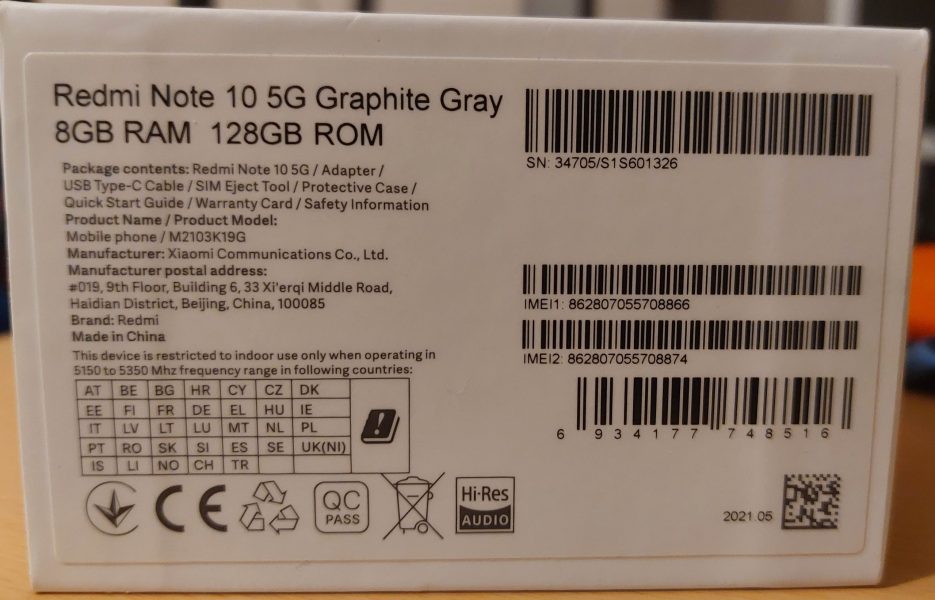 Redmi Note 10 5G Graphite Gray
8GB RAM 128GB ROM
Package contents: Redmi Note 10 5G / Adapter /
USB Type-C Cable / SIM Eject Tool / Protective Case /
Quick Start Guide / Warranty Card / Safety Information
Product Name / Product Model:
Mobile phone / M2103K19G
Manufacturer: Xiaomi Communications Co., Ltd.
Manufacturer postal address:
#019, 9th Floor, Building 6, 33 Xi'erqi Middle Road,
Haidian District, Beijing, China, 100085
Brand: Redmi
Made in China
This device is restricted to indoor use only when operating in
5150 to 5350 Mhz frequency range in following countries:
AT BE BG HR CY CZ DK
EE FI FR DE EL HU IE
IT LV LT LU MT NL PL
PT RO SK SI ES SE UK(NI)
IS LI NO CH TR
CE
QC
PASS
Hi-Res
AUDIO
SN: 34705/S1S601326
IMEI1: 862807055708866
IMEI2: 862807055708874
6 934177 748516
2021.05